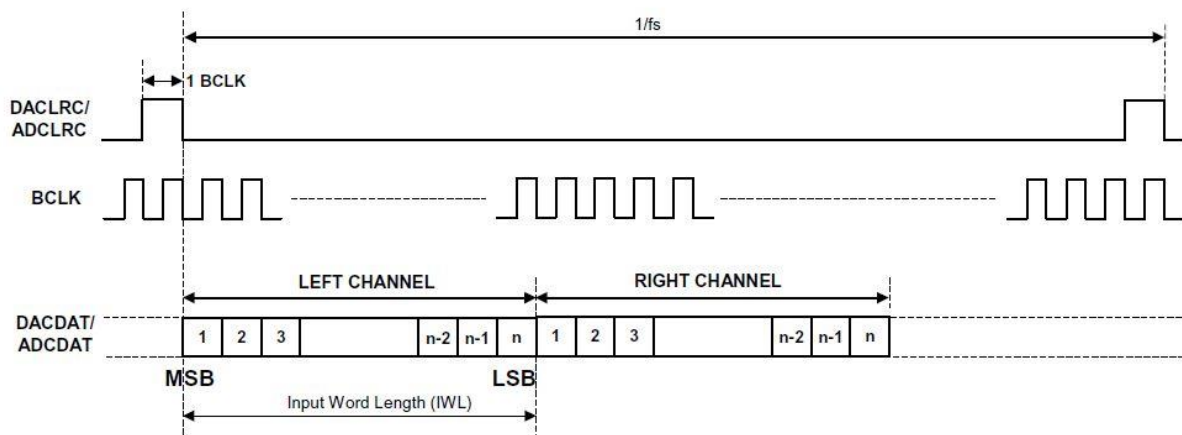 1/fs
1 BCLK
DACLRC/
ADCLRC
BCLK
LEFT CHANNEL
RIGHT CHANNEL
DACDAT/
ADCDAT
1 2 3 n-2 n-1 n 1 2 3 n-2 n-1 n
MSB LSB
Input Word Length (IWL)